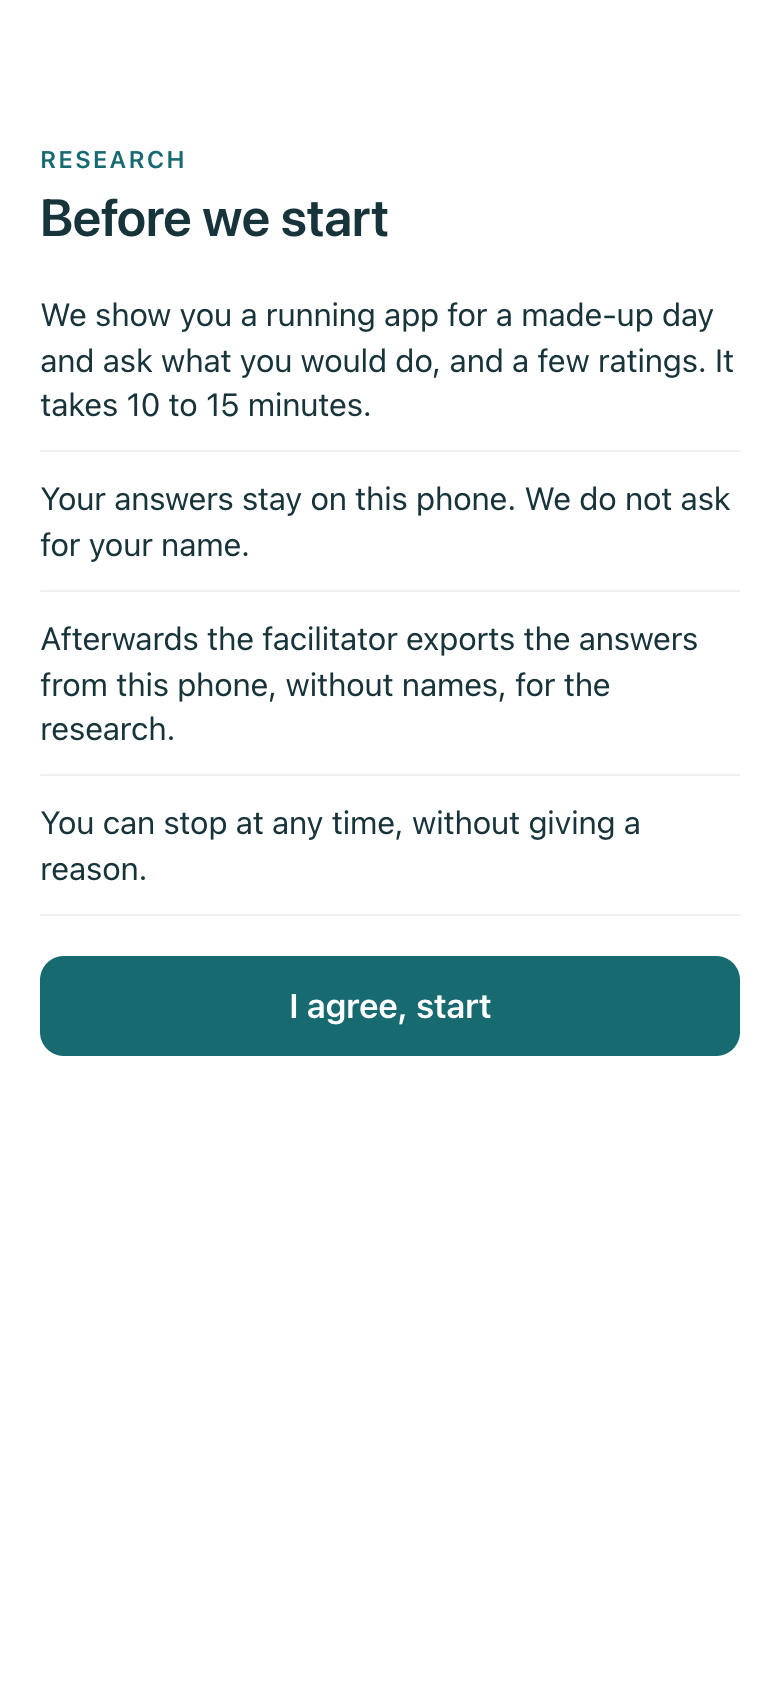 RESEARCH
Before we start
We show you a running app for a made-up day
and ask what you would do, and a few ratings. It
takes 10 to 15 minutes.
Your answers stay on this phone. We do not ask
for your name.
Afterwards the facilitator exports the answers
from this phone, without names, for the
research.
You can stop at any time, without giving a
reason.
I agree, start